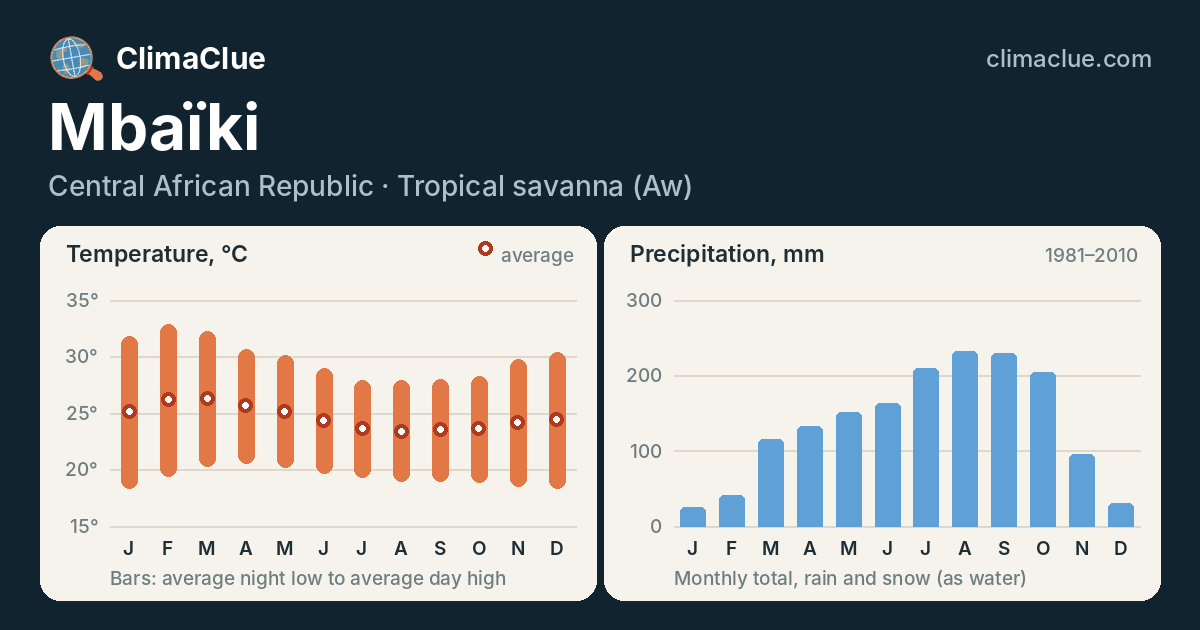 ClimaClue
climaclue.com
Mbaïki
Central African Republic · Tropical savanna (Aw)
Temperature, °C
average
35°
30°
25°
20°
15°
J F M A M J J A S O N D
Bars: average night low to average day high
Precipitation, mm
1981–2010
300
200
100
0
J F M A M J J A S O N D
Monthly total, rain and snow (as water)